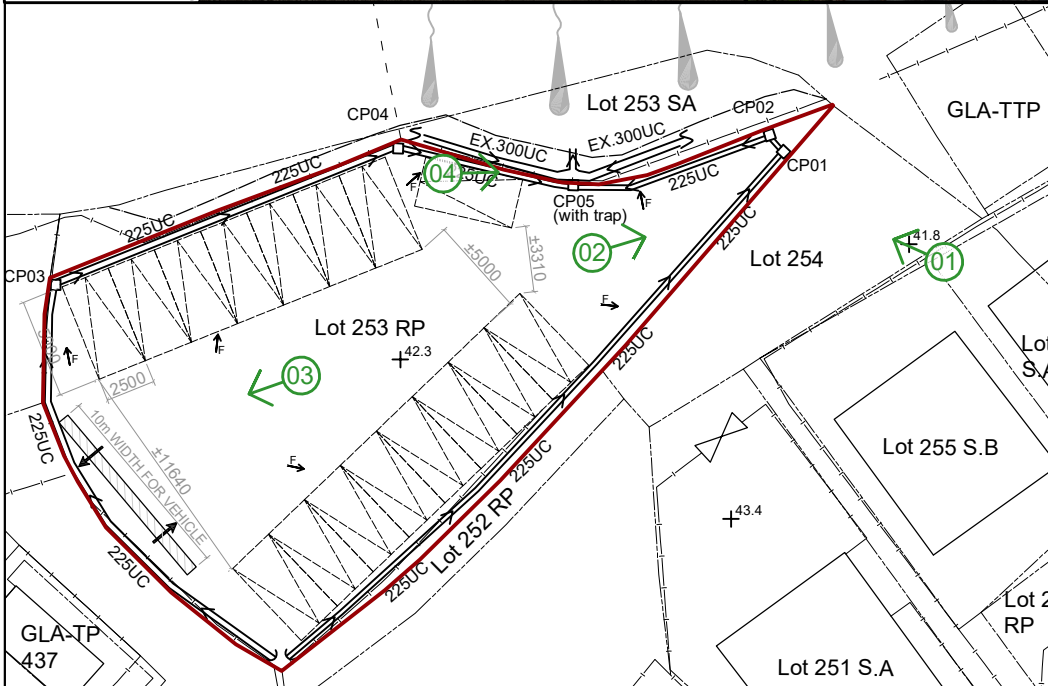 Lot 253 SA
CP02
GLA-TTP
CP04
EX.300UC
EX.300UC
CP01
225UC
04
225UC
F
225UC
CP05
(with trap)
F
225UC
±3310
02
225UC
Lot 254
41.8
01
CP03
±5000
F
Lot 253 RP
42.3
F
F
225UC
2500
03
Lot 255 S.B
225UC
10m WIDTH FOR VEHICLE
±11640
F
225UC
43.4
Lot 252 RP
225UC
225UC
GLA-TP
437
Lot 251 S.A
RP